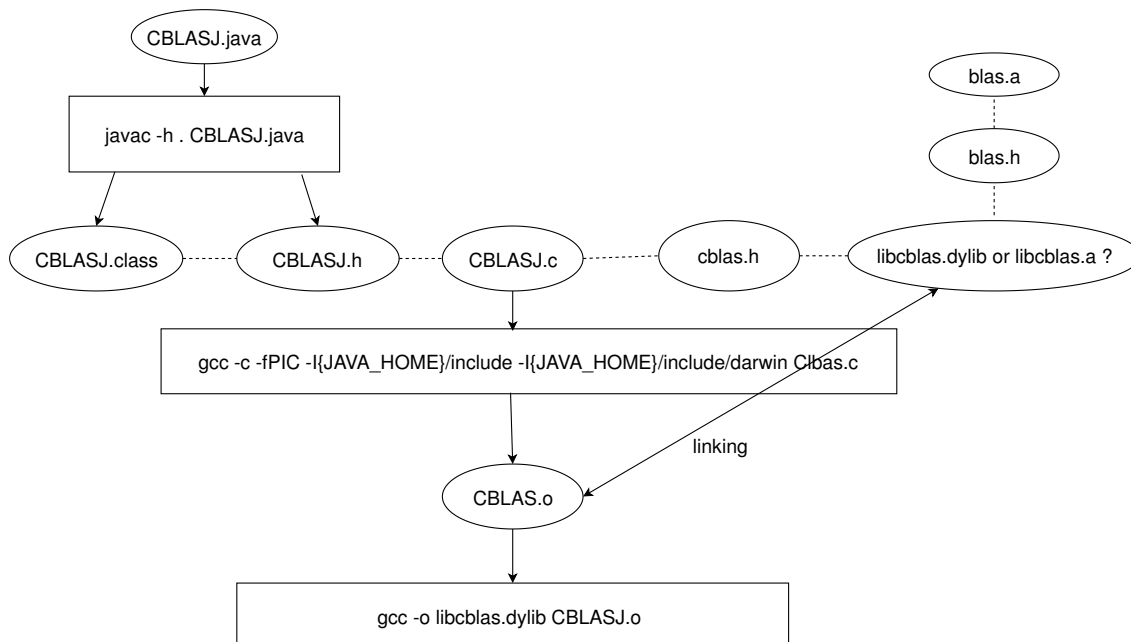 CBLASJ.java
blas.a
javac -h . CBLASJ.java
blas.h
CBLASJ.class
CBLASJ.h
CBLASJ.c
cblas.h
libcblas.dylib or libcblas.a ?
gcc -c -fPIC -I{JAVA_HOME}/include -I{JAVA_HOME}/include/darwin Clbas.c
linking
CBLAS.o
gcc -o libcblas.dylib CBLASJ.o